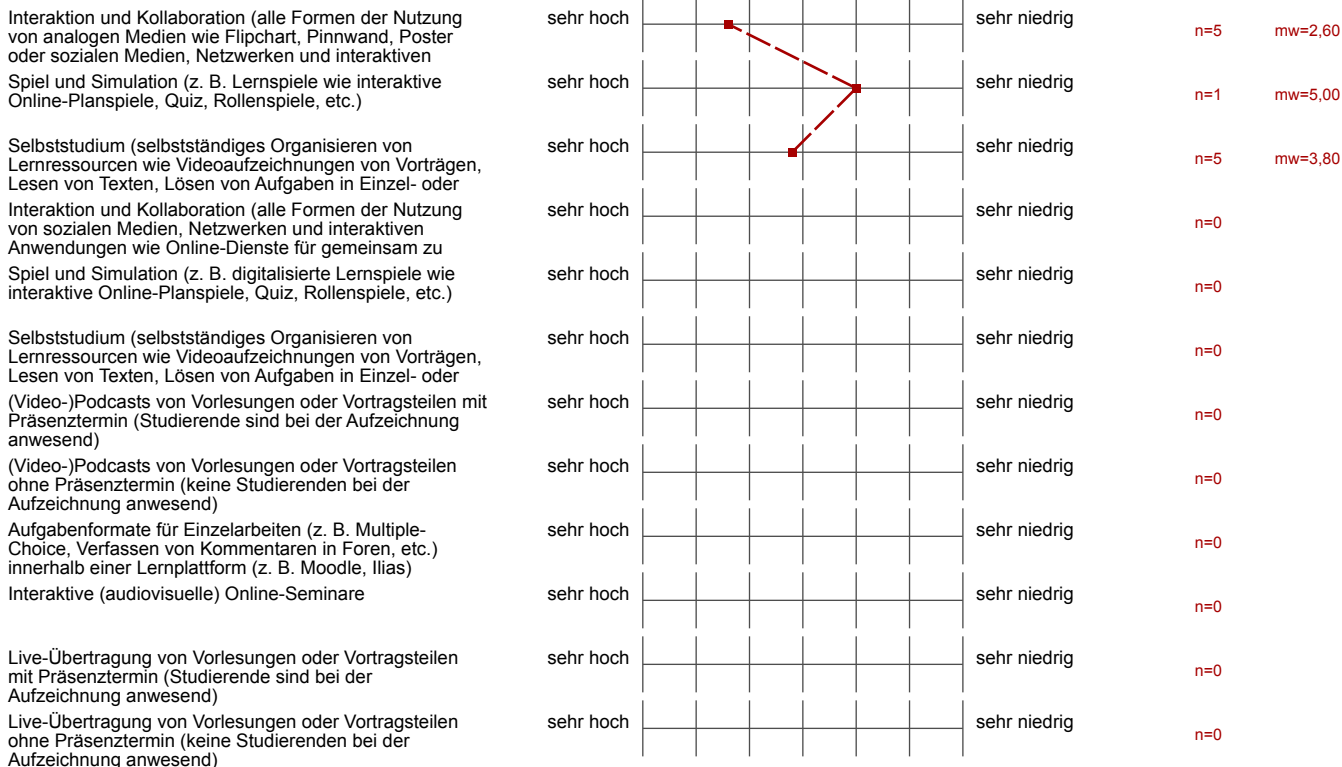 Interaktion und Kollaboration (alle Formen der Nutzung
von analogen Medien wie Flipchart, Pinnwand, Poster
oder sozialen Medien, Netzwerken und interaktiven
sehr hoch sehr niedrig n=5 mw=2,60
Spiel und Simulation (z. B. Lernspiele wie interaktive
Online-Planspiele, Quiz, Rollenspiele, etc.)
sehr hoch sehr niedrig n=1 mw=5,00
Selbststudium (selbstständiges Organisieren von
Lernressourcen wie Videoaufzeichnungen von Vorträgen,
Lesen von Texten, Lösen von Aufgaben in Einzel- oder
sehr hoch sehr niedrig n=5 mw=3,80
Interaktion und Kollaboration (alle Formen der Nutzung
von sozialen Medien, Netzwerken und interaktiven
Anwendungen wie Online-Dienste für gemeinsam zu
sehr hoch sehr niedrig n=0
Spiel und Simulation (z. B. digitalisierte Lernspiele wie
interaktive Online-Planspiele, Quiz, Rollenspiele, etc.)
sehr hoch sehr niedrig n=0
Selbststudium (selbstständiges Organisieren von
Lernressourcen wie Videoaufzeichnungen von Vorträgen,
Lesen von Texten, Lösen von Aufgaben in Einzel- oder
sehr hoch sehr niedrig n=0
(Video-)Podcasts von Vorlesungen oder Vortragsteilen mit
Präsenztermin (Studierende sind bei der Aufzeichnung
anwesend)
sehr hoch sehr niedrig n=0
(Video-)Podcasts von Vorlesungen oder Vortragsteilen
ohne Präsenztermin (keine Studierenden bei der
Aufzeichnung anwesend)
sehr hoch sehr niedrig n=0
Aufgabenformate für Einzelarbeiten (z. B. Multiple-
Choice, Verfassen von Kommentaren in Foren, etc.)
innerhalb einer Lernplattform (z. B. Moodle, Ilias)
sehr hoch sehr niedrig n=0
Interaktive (audiovisuelle) Online-Seminare
sehr hoch sehr niedrig n=0
Live-Übertragung von Vorlesungen oder Vortragsteilen
mit Präsenztermin (Studierende sind bei der
Aufzeichnung anwesend)
sehr hoch sehr niedrig n=0
Live-Übertragung von Vorlesungen oder Vortragsteilen
ohne Präsenztermin (keine Studierenden bei der
Aufzeichnung anwesend)
sehr hoch sehr niedrig n=0